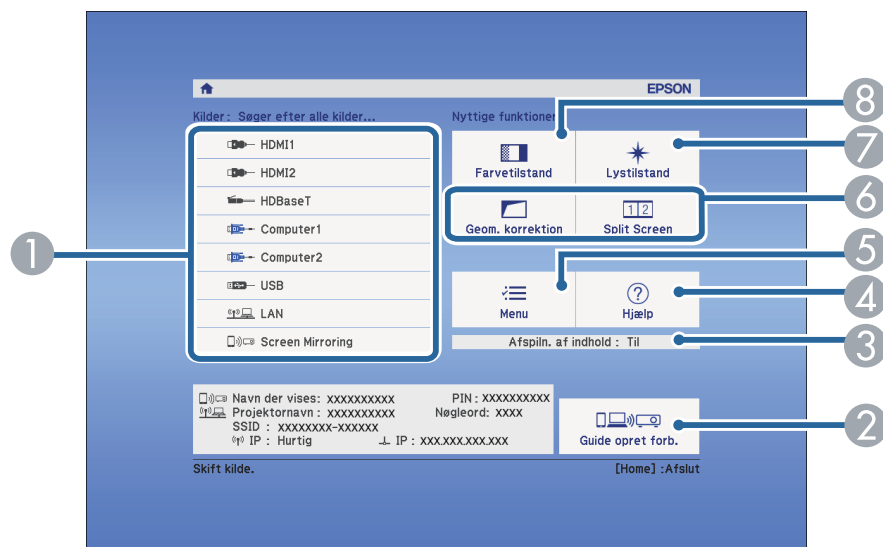 EPSON
Kilder: Søger efter alle kilder...
HDMI1
HDMI2
HDBaseT
Computer1
Computer2
USB
LAN
Screen Mirroring
Nyttige funktioner
Farvetilstand
Lystilstand
Geom. korrektion
1 2
Split Screen
Menu
?
Hjælp
Afspiln. af indhold : Til
Navn der vises: xxxxxxxxxx PIN : xxxxxxxxxx
Projektornavn : xxxxxxxxxx Nøgleord: xxxx
SSID : xxxxxxxx-xxxxxx
IP : Hurtig IP : xxx.xxx.xxx.xxx
Guide opret forb.
Skift kilde. [Home] :Afslut
1
8
7
6
5
4
3
2